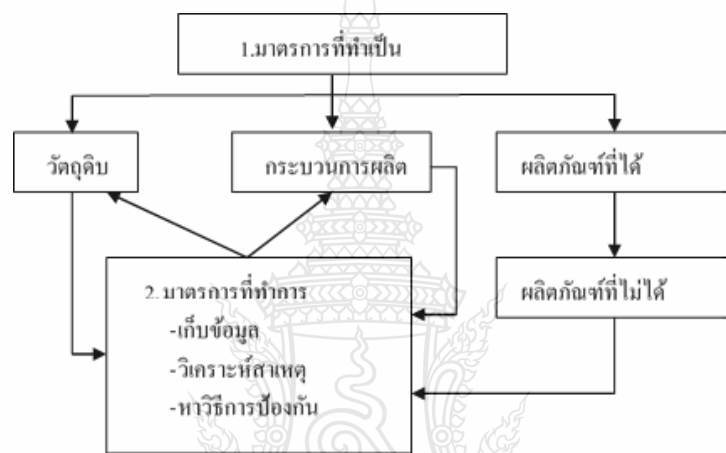 1.มาตรการที่ทำเป็น
วัตถุดิบ
กระบวนการผลิต
ผลิตภัณฑ์ที่ได้
2. มาตรการที่ทำการ
-เก็บข้อมูล
-วิเคราะห์สาเหตุ
-หาวิธีการป้องกัน
ผลิตภัณฑ์ที่ไม่ได้